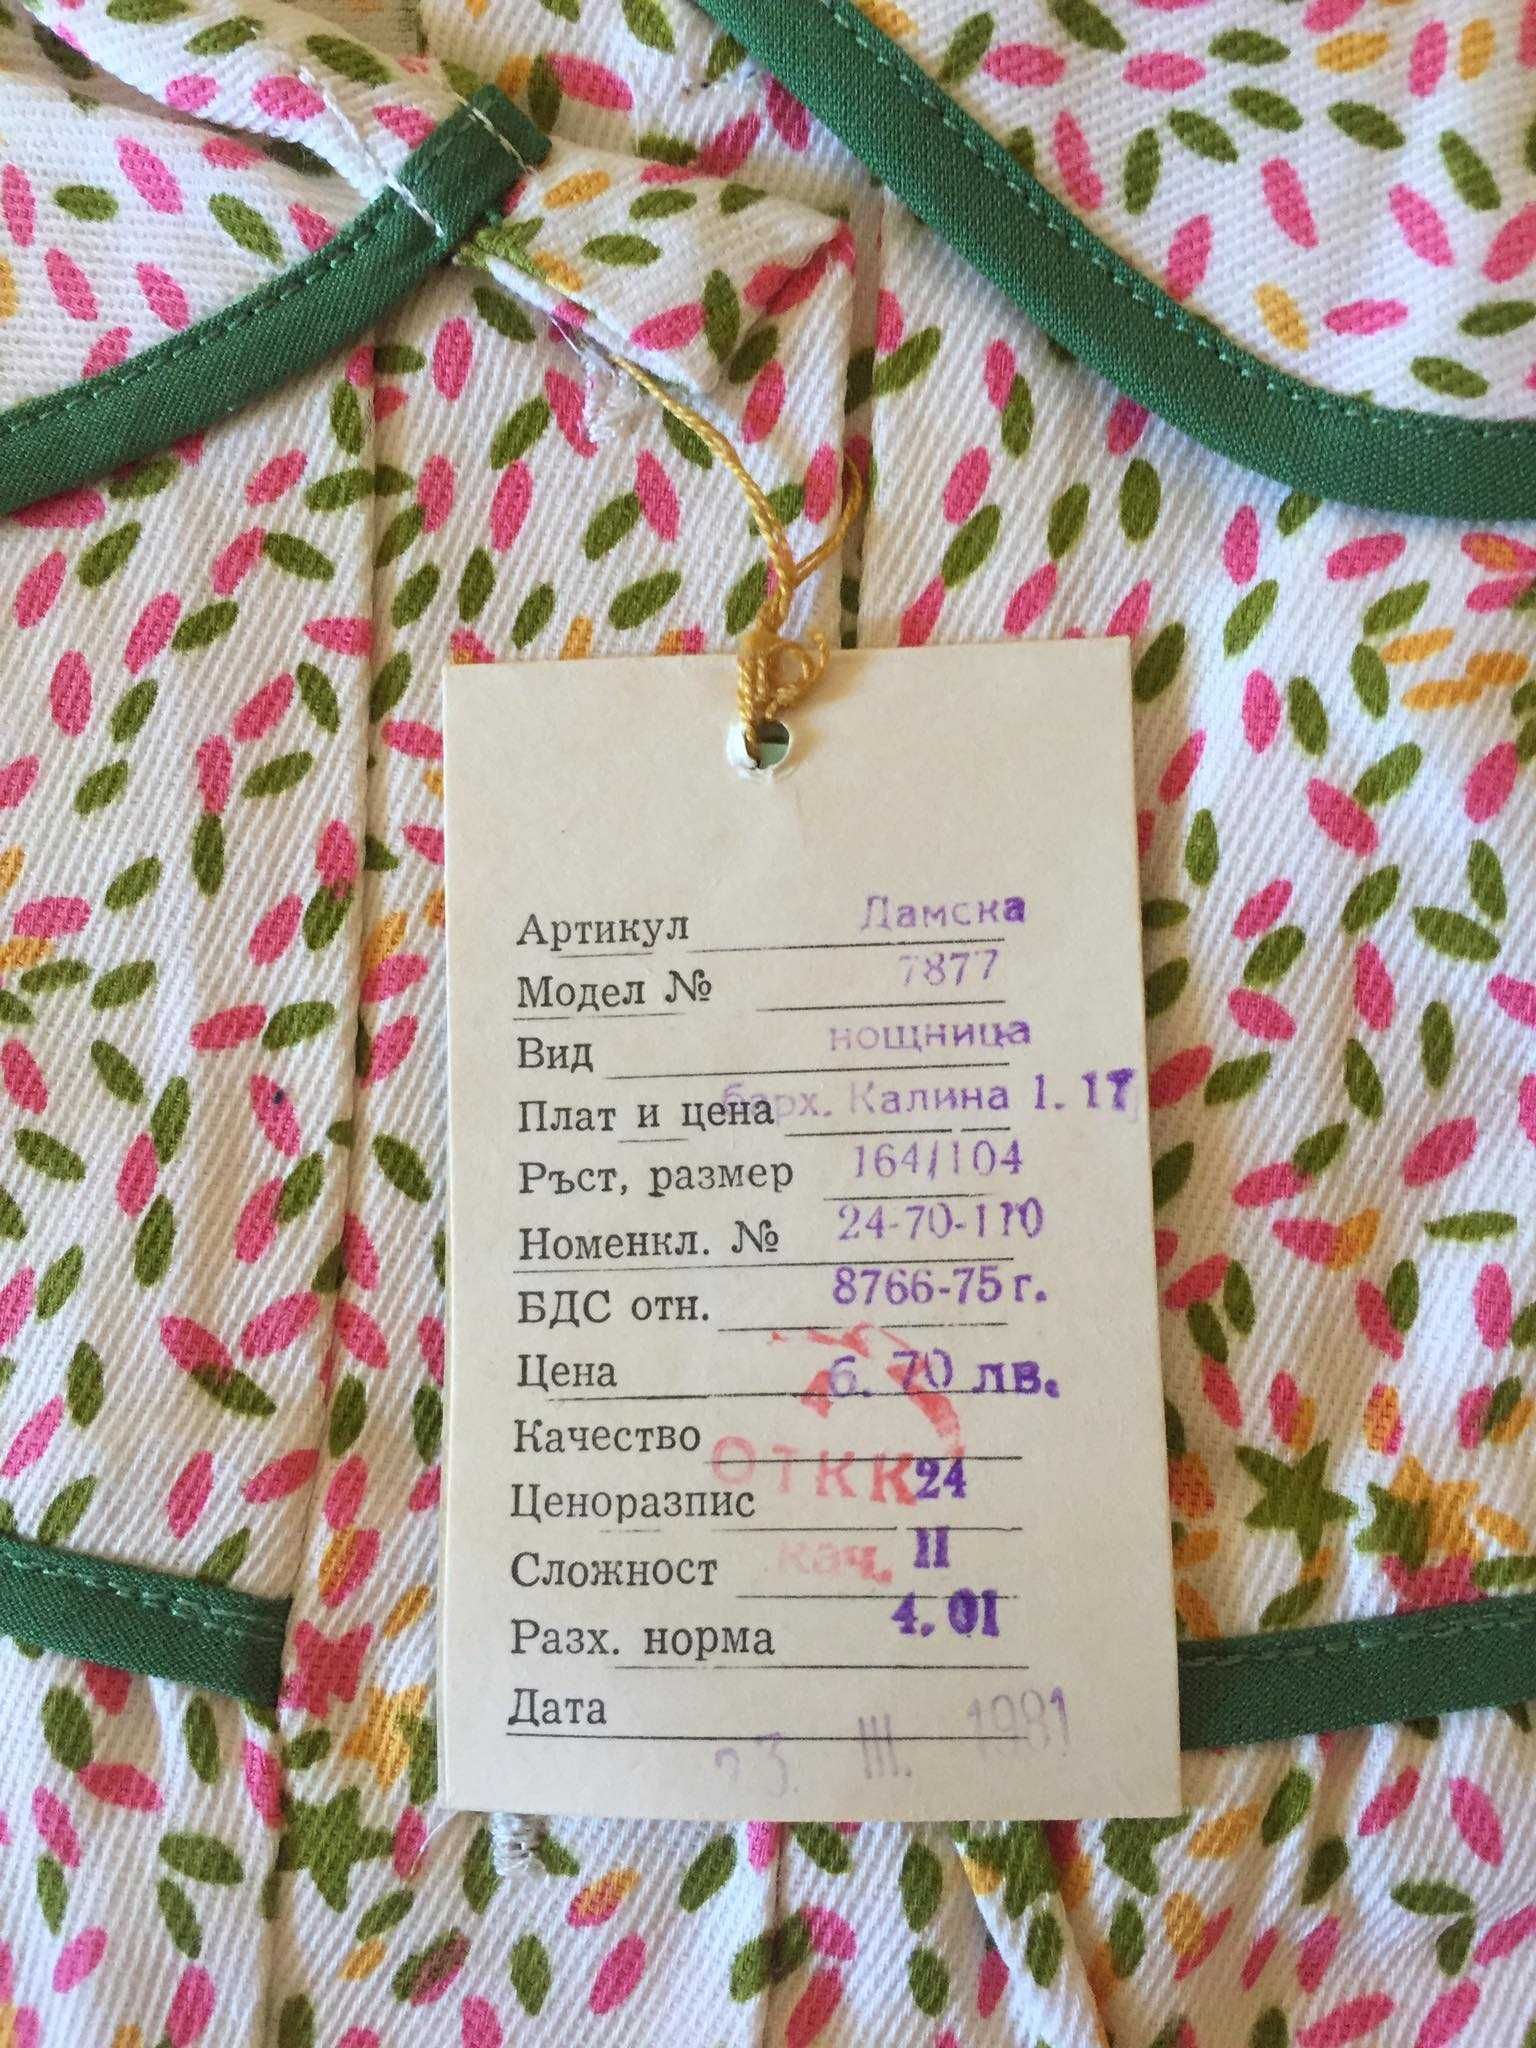 Артикул Дамска
Модел № 7877
Вид нощница
Плат и цена барх. Калина 1.17
Ръст, размер 164/104
Номенкл. № 24-70-110
БДС отн. 8766-75 г.
Цена 6.70 лв.
Качество ОТКК
Ценоразпис 24
Сложност кач. II
Разх. норма 4.01
Дата 23. III. 1981